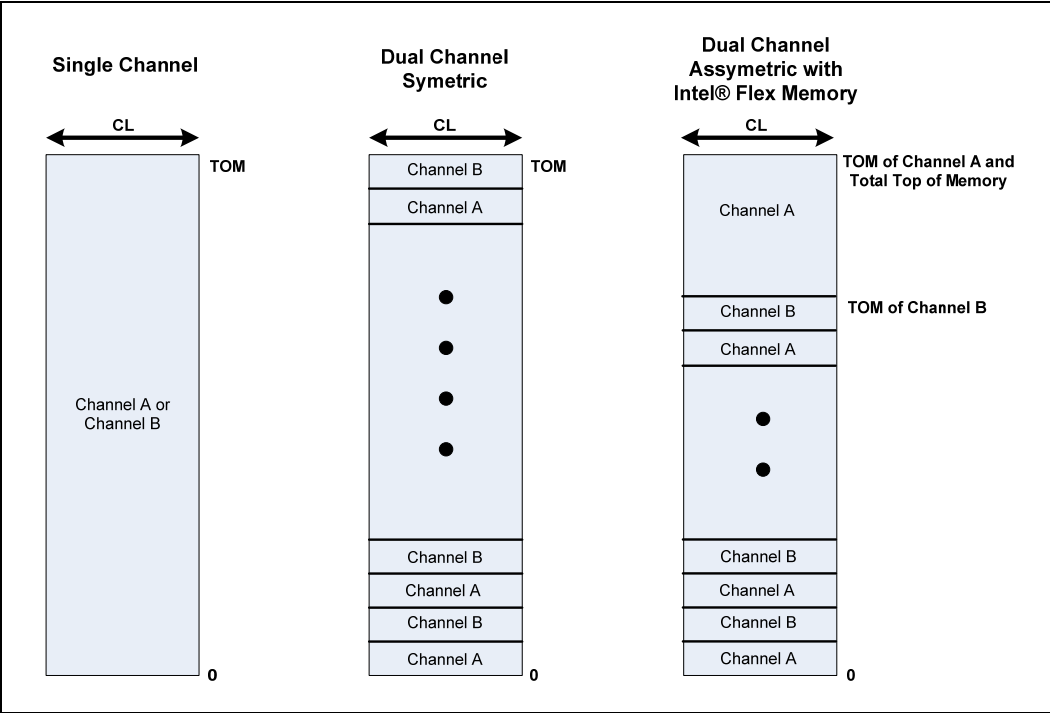 Single Channel
CL
TOM
Channel A or
Channel B
0
Dual Channel
Symetric
CL
TOM
Channel B
Channel A
Channel B
Channel A
Channel B
Channel A
0
Dual Channel
Assymetric with
Intel® Flex Memory
CL
TOM of Channel A and
Total Top of Memory
Channel A
TOM of Channel B
Channel B
Channel A
Channel B
Channel A
Channel B
Channel A
0